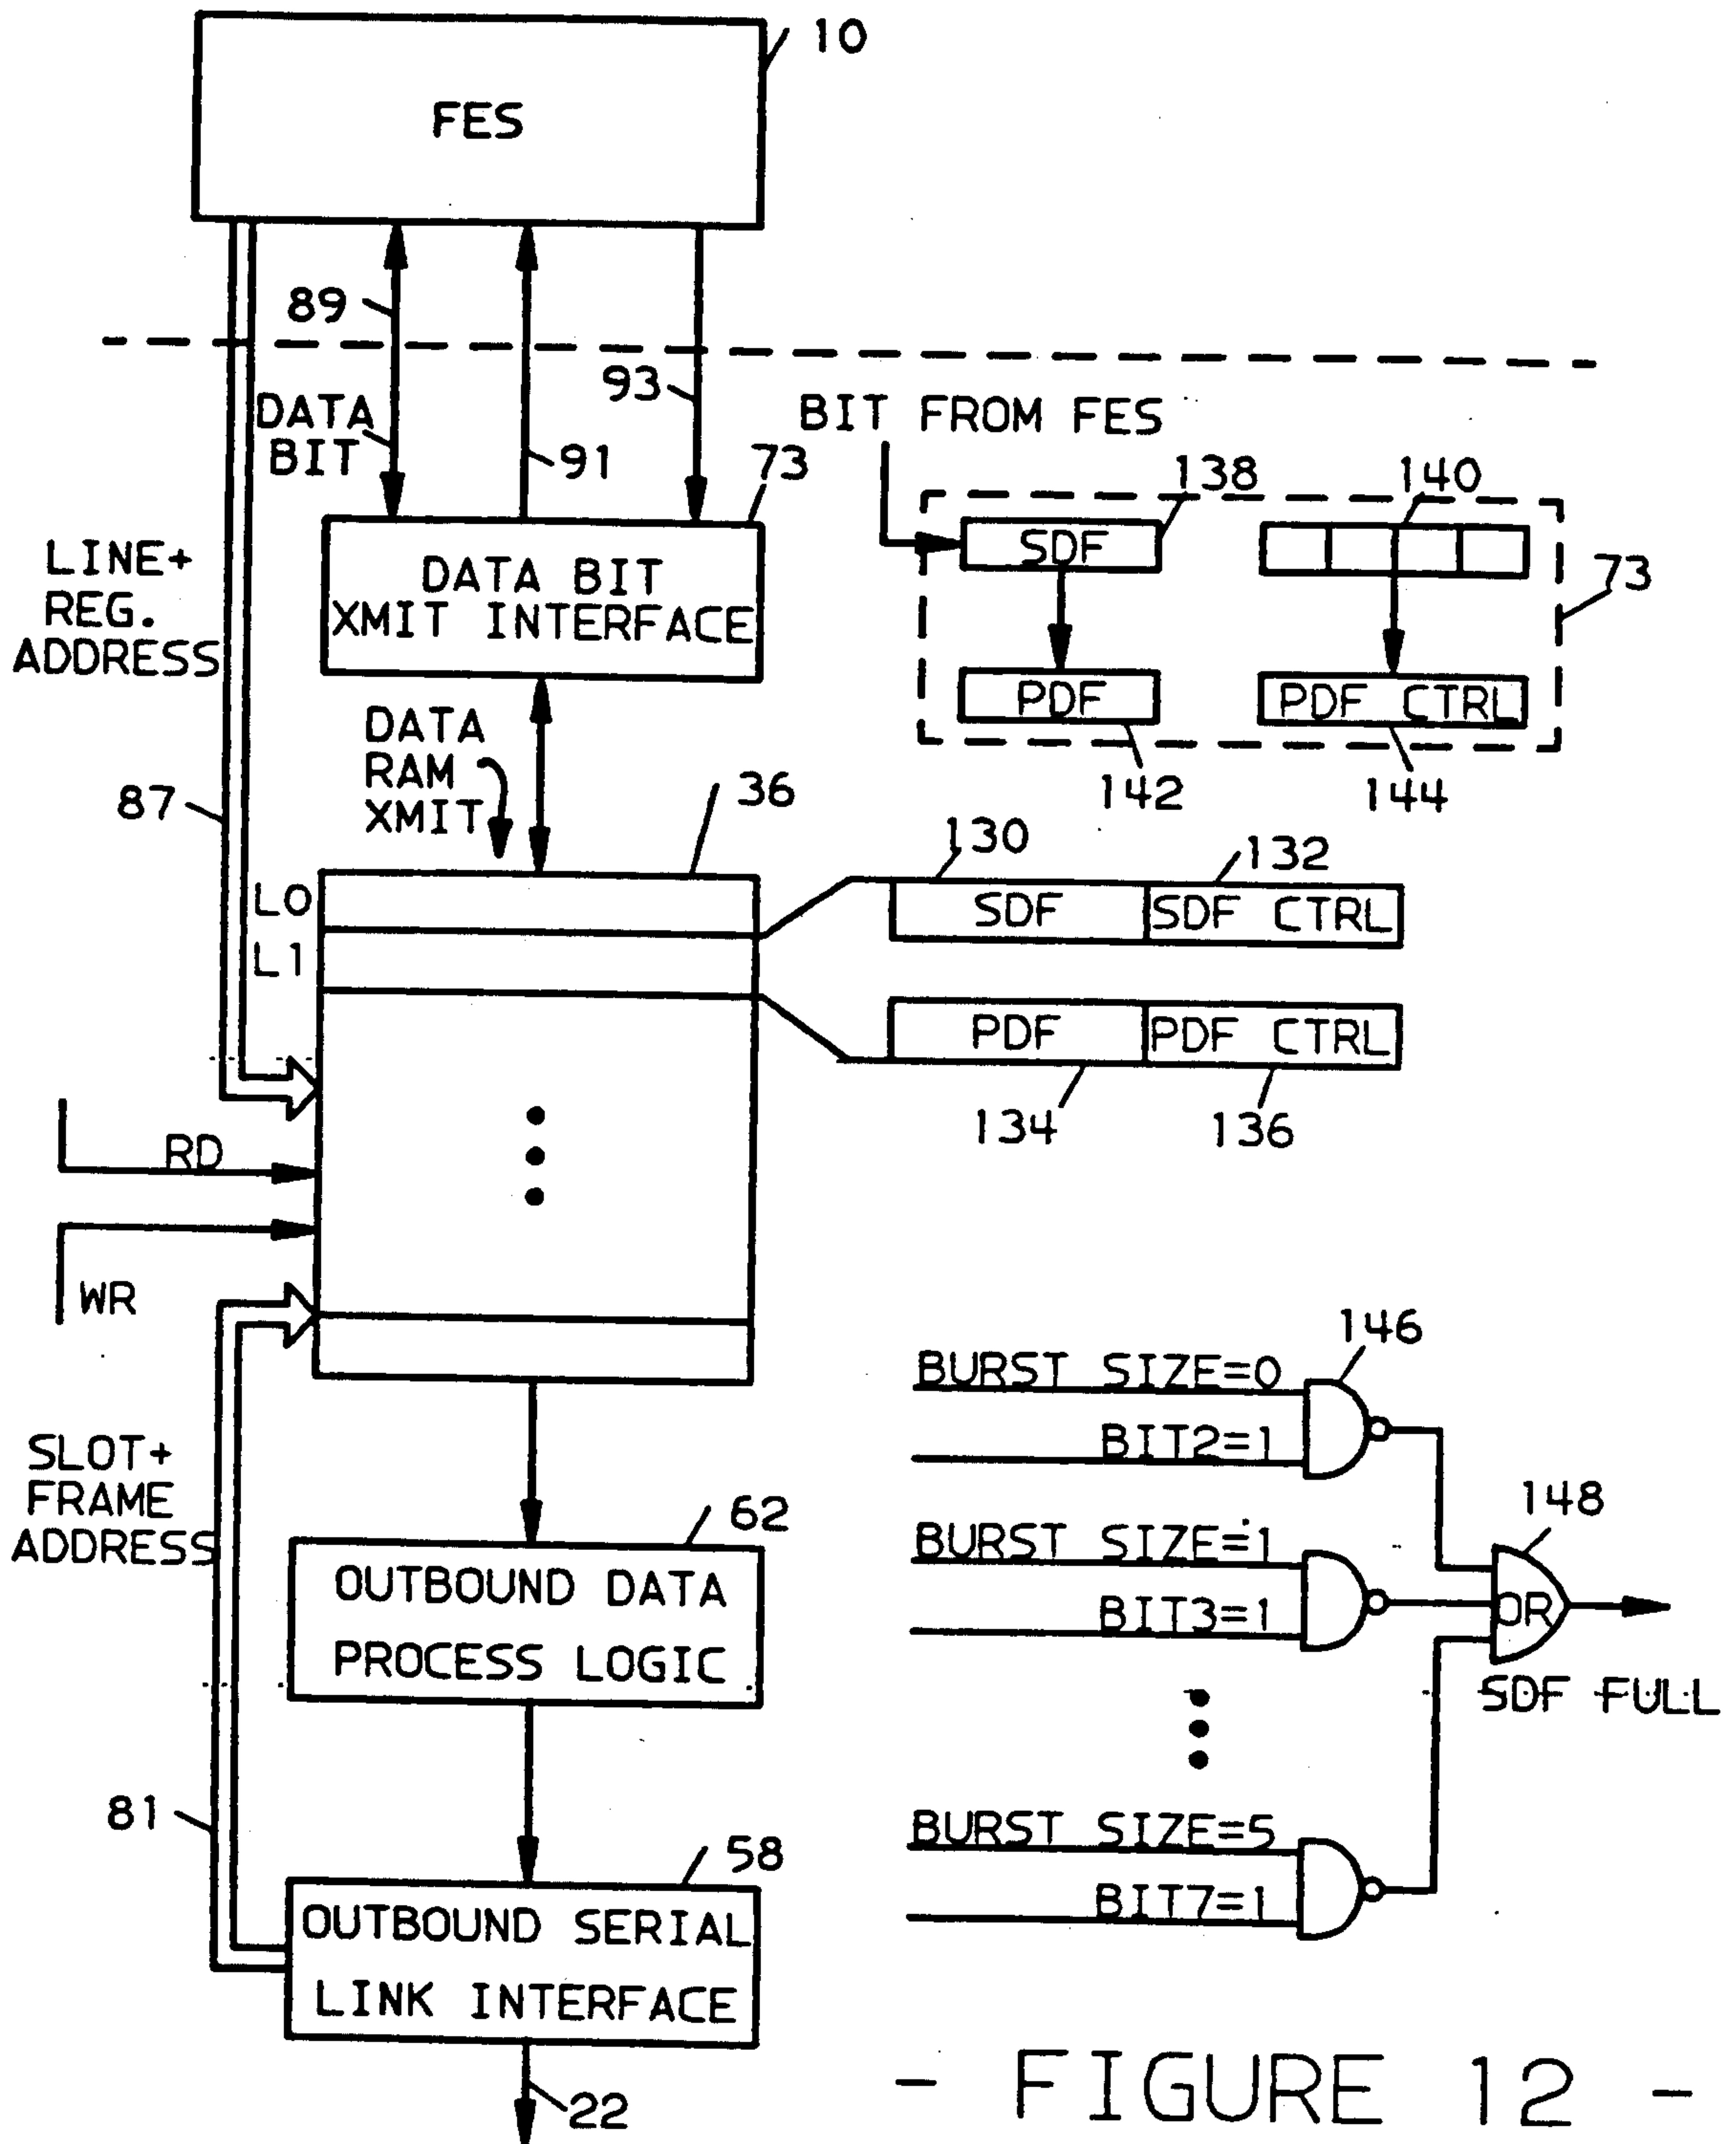 10
FES
89
93
DATA
BIT
91
73
BIT FROM FES
138
140
SDF
73
PDF
PDF CTRL
142
144
LINE+
REG.
ADDRESS
DATA BIT
XMIT INTERFACE
DATA
RAM
XMIT
36
87
L0
L1
130
132
SDF
SDF CTRL
PDF
PDF CTRL
134
136
RD
WR
SLOT+
FRAME
ADDRESS
62
OUTBOUND DATA
PROCESS LOGIC
81
58
OUTBOUND SERIAL
LINK INTERFACE
22
146
BURST SIZE=0
BIT2=1
148
BURST SIZE=1
BIT3=1
OR
SDF FULL
BURST SIZE=5
BIT7=1
- FIGURE 12 -